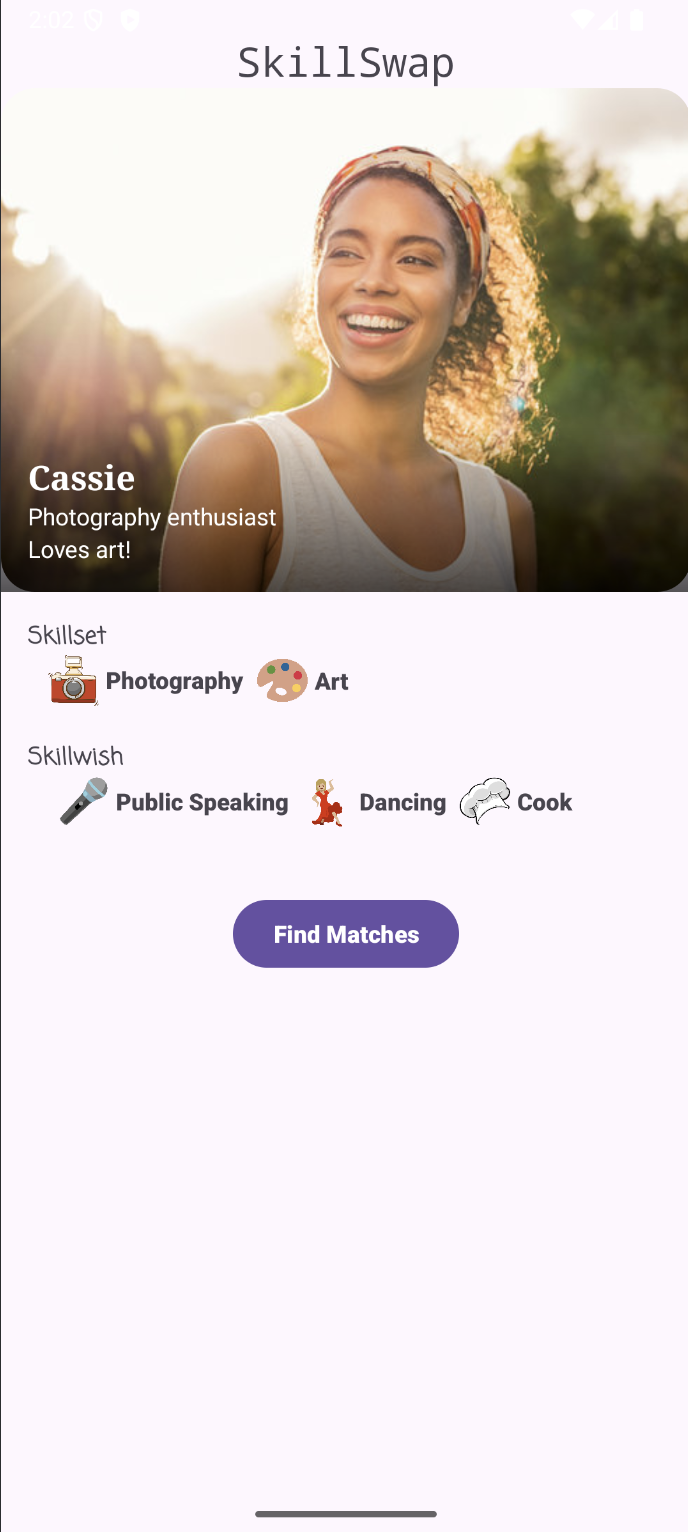 2:02
SkillSwap
Cassie
Photography enthusiast
Loves art!
Skillset
Photography Art
Skillwish
Public Speaking Dancing Cook
Find Matches